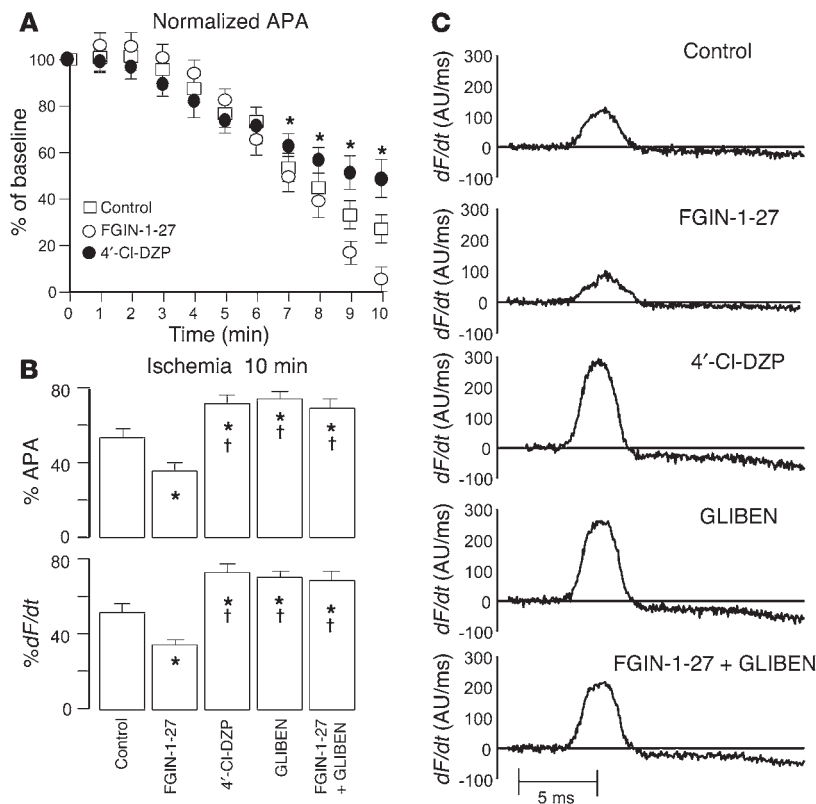 A
Normalized APA
100
80
60
40
20
0
% of baseline
* * * *
Control
FGIN-1-27
4′-Cl-DZP
0 1 2 3 4 5 6 7 8 9 10
Time (min)
B
Ischemia 10 min
80
40
0
% APA
*
*
†
*
†
*
†
80
40
0
%dF/dt
*
*
†
*
†
*
†
Control
FGIN-1-27
4′-Cl-DZP
GLIBEN
FGIN-1-27
+ GLIBEN
C
Control
300
200
100
0
-100
dF/dt (AU/ms)
FGIN-1-27
300
200
100
0
-100
dF/dt (AU/ms)
4′-Cl-DZP
300
200
100
0
-100
dF/dt (AU/ms)
GLIBEN
300
200
100
0
-100
dF/dt (AU/ms)
FGIN-1-27 + GLIBEN
300
200
100
0
-100
dF/dt (AU/ms)
5 ms